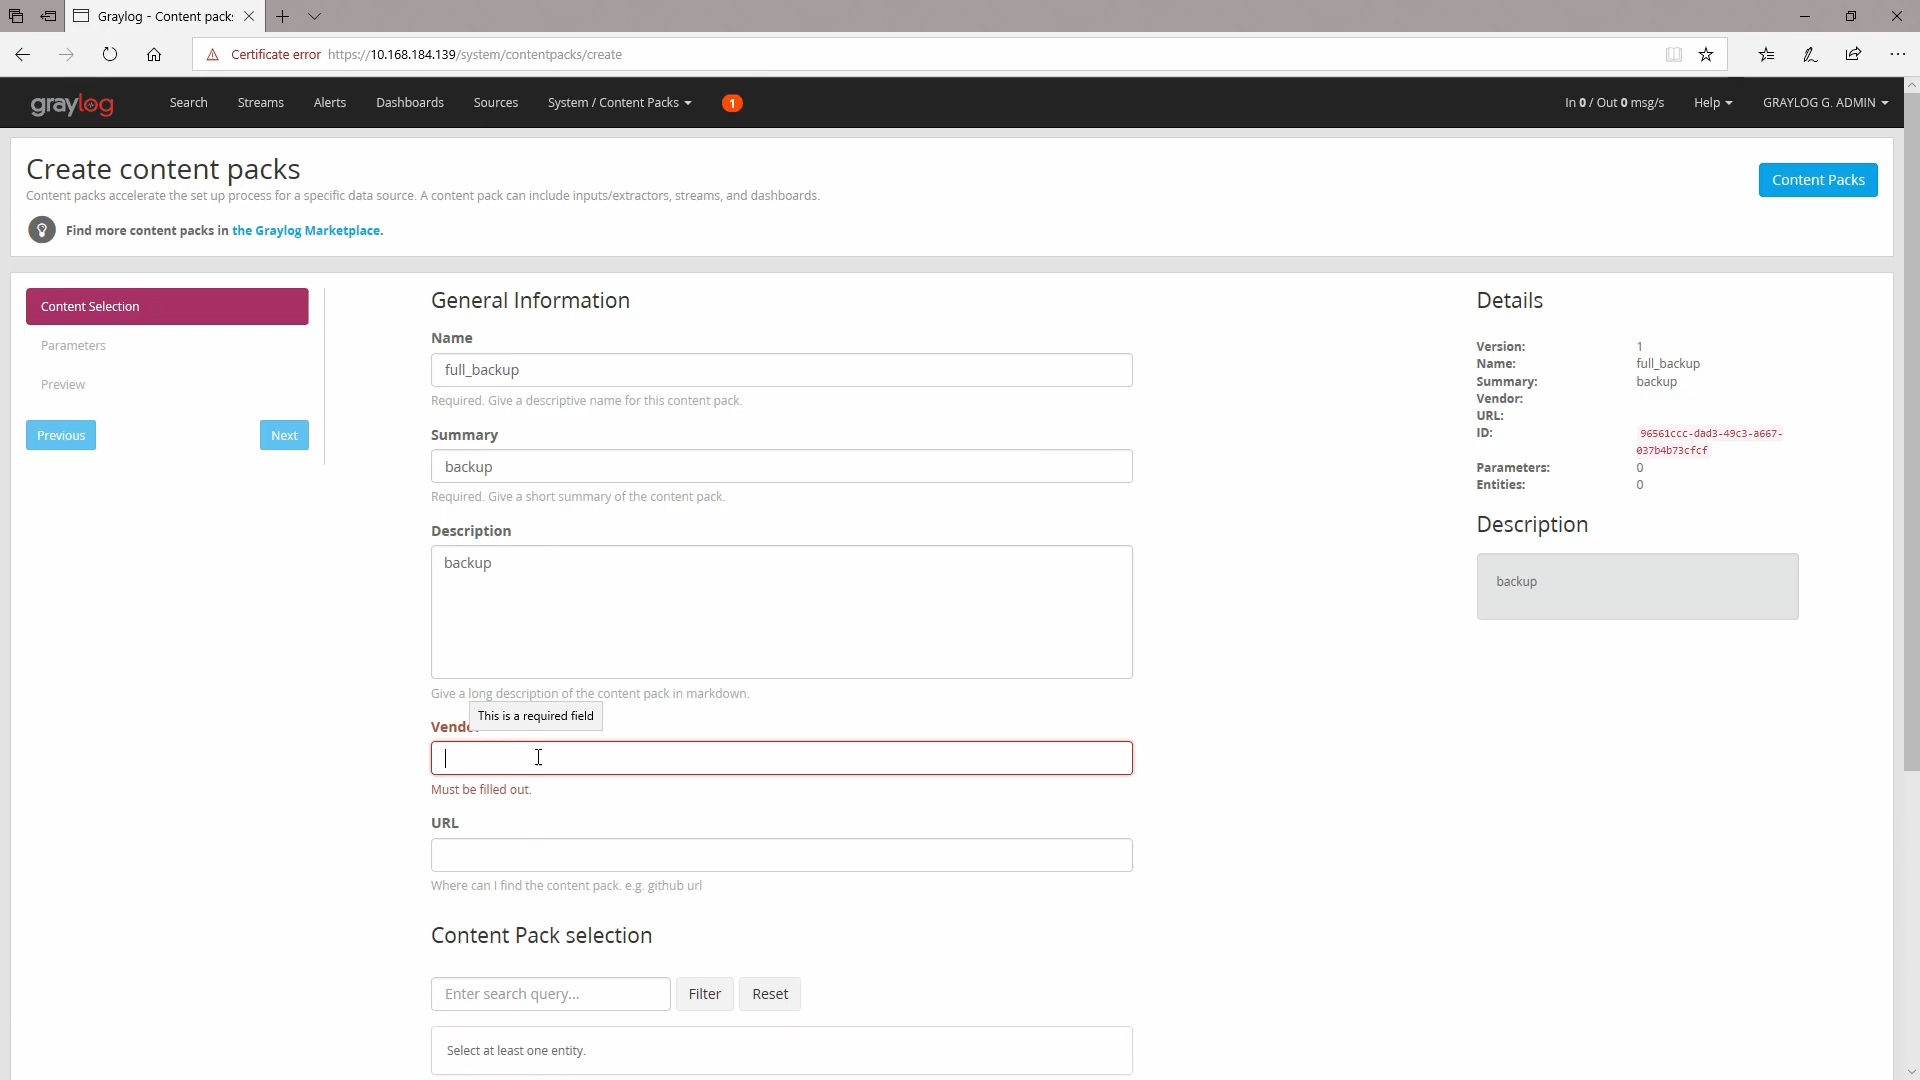 Graylog - Content pack:
Certificate error https://10.168.184.139/system/contentpacks/create
graylog Search Streams Alerts Dashboards Sources System / Content Packs 1 In 0 / Out 0 msg/s Help GRAYLOG G. ADMIN
Create content packs
Content Packs
Content packs accelerate the set up process for a specific data source. A content pack can include inputs/extractors, streams, and dashboards.
Find more content packs in the Graylog Marketplace.
Content Selection
Parameters
Preview
Previous Next
General Information
Name
full_backup
Required. Give a descriptive name for this content pack.
Summary
backup
Required. Give a short summary of the content pack.
Description
backup
Give a long description of the content pack in markdown.
This is a required field
Vendo
Must be filled out.
URL
Where can I find the content pack. e.g. github url
Content Pack selection
Enter search query... Filter Reset
Select at least one entity.
Details
Version: 1
Name: full_backup
Summary: backup
Vendor:
URL:
ID: 96561ccc-dad3-49c3-a667-
037b4b73cfcf
Parameters: 0
Entities: 0
Description
backup